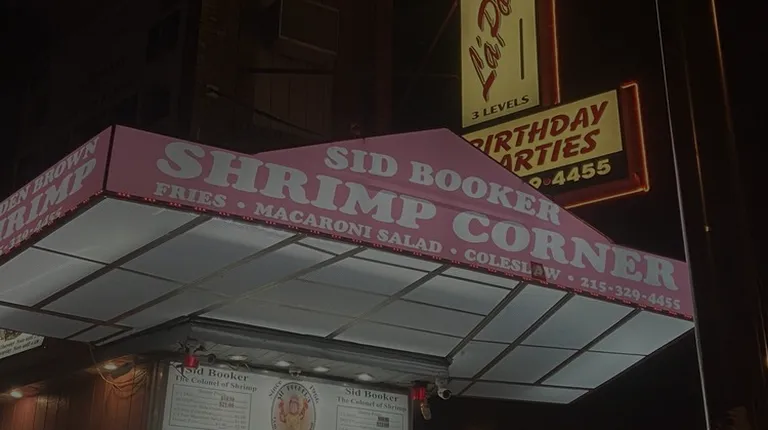 3 LEVELS
BIRTHDAY
PARTIES
4455
SID BOOKER
SHRIMP CORNER
FRIES • MACARONI SALAD • COLESLAW • 215-329-4455
BROWN
SHRIMP
Sid Booker
The Colonel of Shrimp
Sid Booker
The Colonel of Shrimp